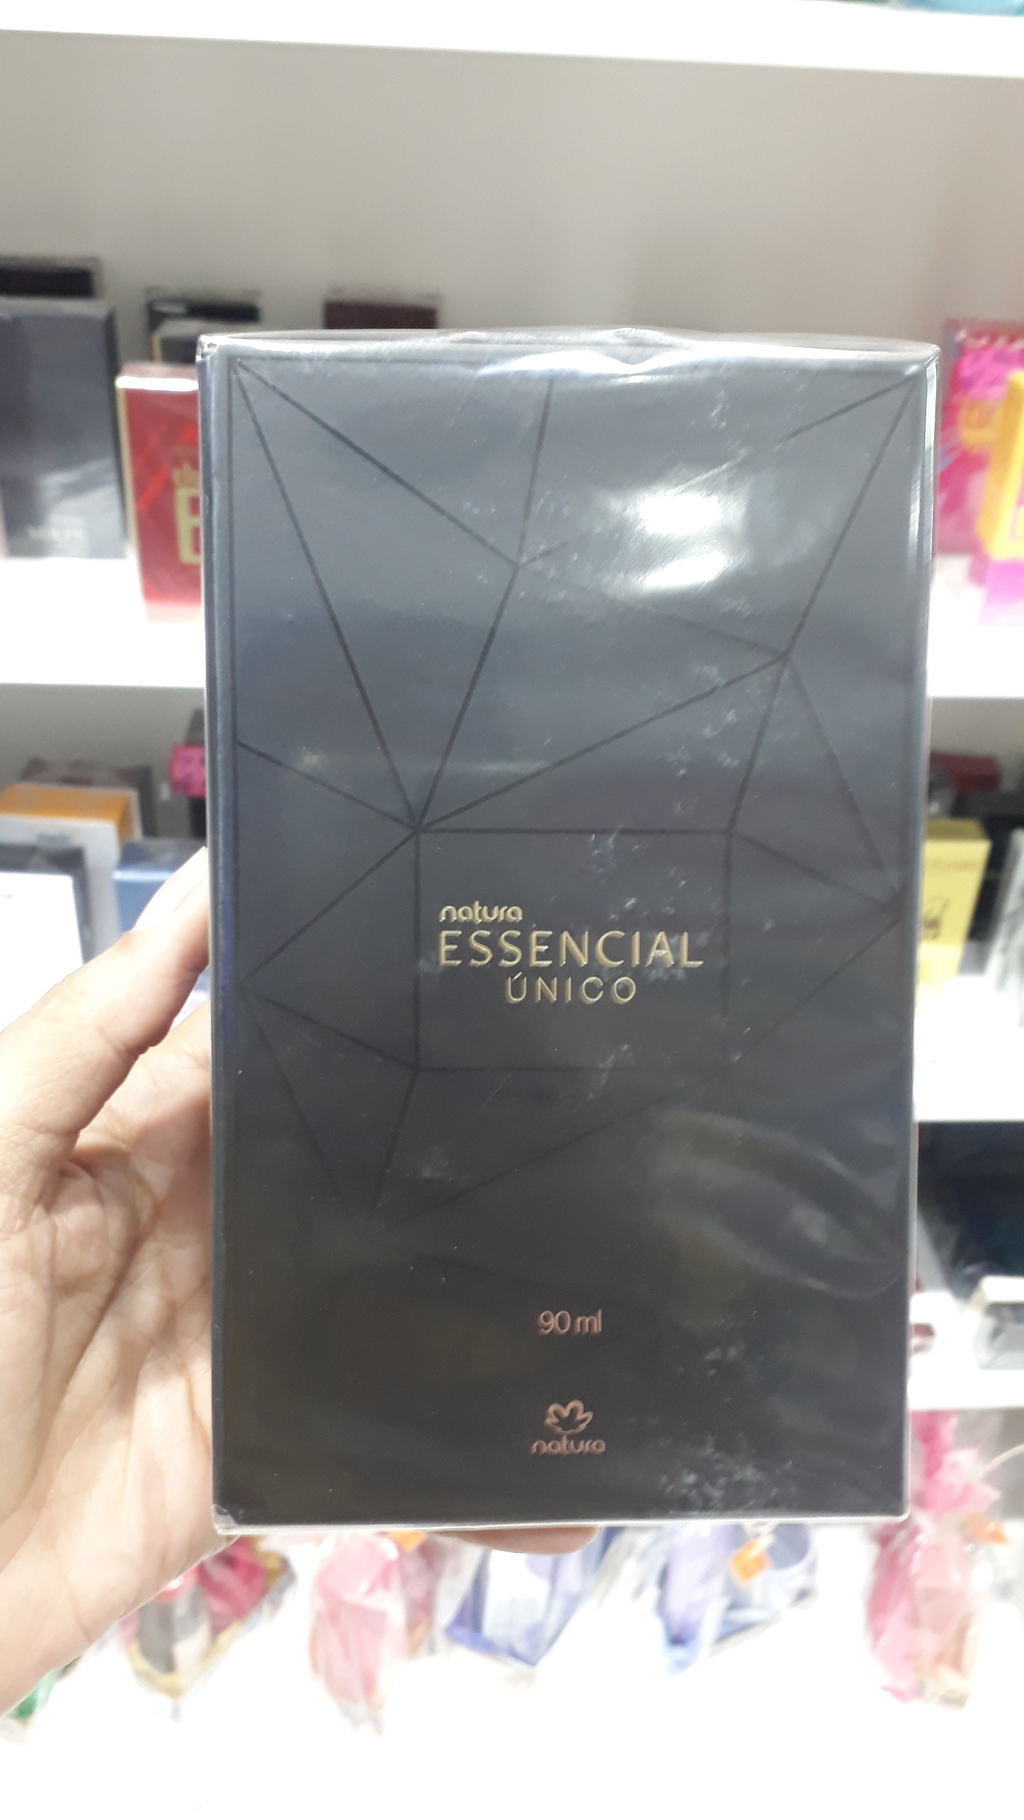 natura
ESSENCIAL
ÚNICO
90 ml
natura